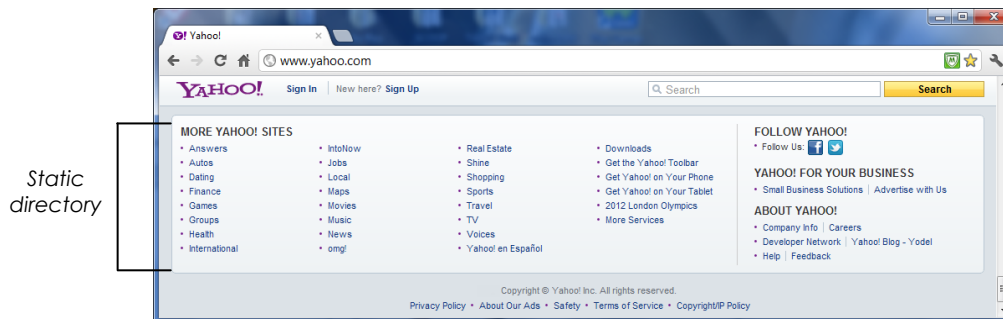 Yahoo!
www.yahoo.com
YAHOO! Sign In | New here? Sign Up Search Search
Static
directory
MORE YAHOO! SITES
• Answers
• Autos
• Dating
• Finance
• Games
• Groups
• Health
• International
• IntoNow
• Jobs
• Local
• Maps
• Movies
• Music
• News
• omg!
• Real Estate
• Shine
• Shopping
• Sports
• Travel
• TV
• Voices
• Yahoo! en Español
• Downloads
• Get the Yahoo! Toolbar
• Get Yahoo! on Your Phone
• Get Yahoo! on Your Tablet
• 2012 London Olympics
• More Services
FOLLOW YAHOO!
• Follow Us:
YAHOO! FOR YOUR BUSINESS
• Small Business Solutions | Advertise with Us
ABOUT YAHOO!
• Company Info | Careers
• Developer Network | Yahoo! Blog - Yodel
• Help | Feedback
Copyright © Yahoo! Inc. All rights reserved.
Privacy Policy • About Our Ads • Safety • Terms of Service • Copyright/IP Policy